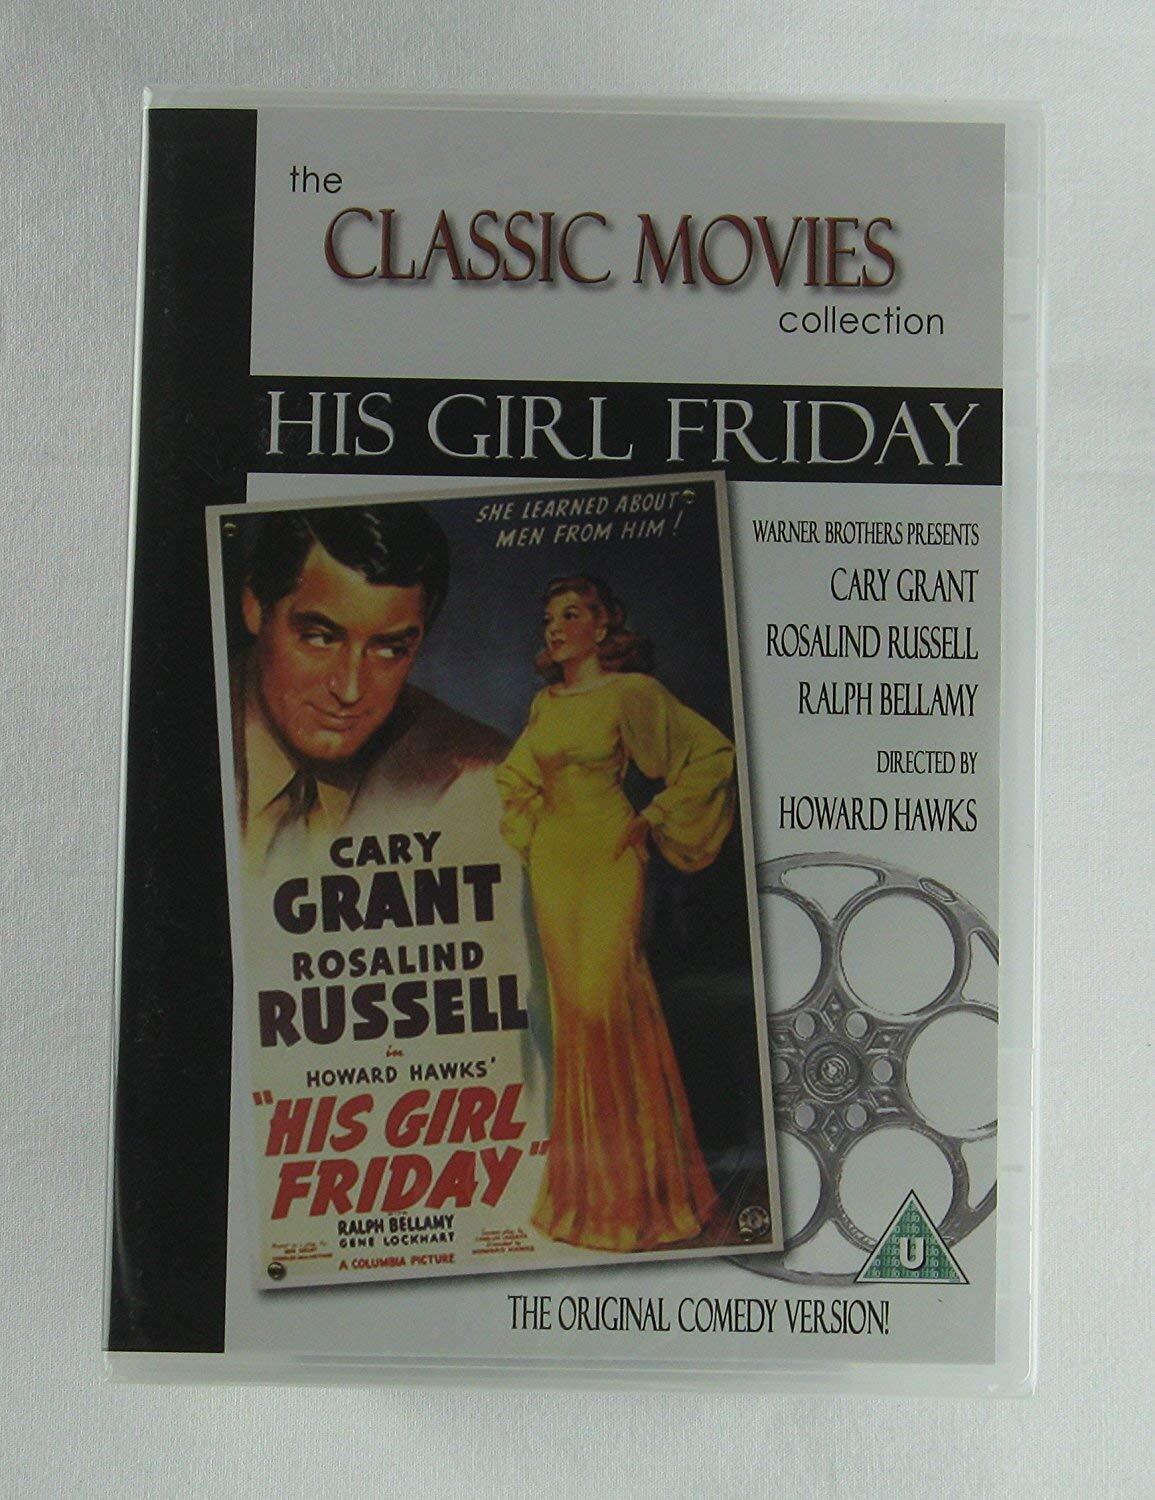 the
CLASSIC MOVIES
collection
HIS GIRL FRIDAY
SHE LEARNED ABOUT
MEN FROM HIM!
CARY
GRANT
ROSALIND
RUSSELL
in
HOWARD HAWKS'
"HIS GIRL
FRIDAY"
WITH
RALPH BELLAMY
GENE LOCKHART
A COLUMBIA PICTURE
WARNER BROTHERS PRESENTS
CARY GRANT
ROSALIND RUSSELL
RALPH BELLAMY
DIRECTED BY
HOWARD HAWKS
U
THE ORIGINAL COMEDY VERSION!